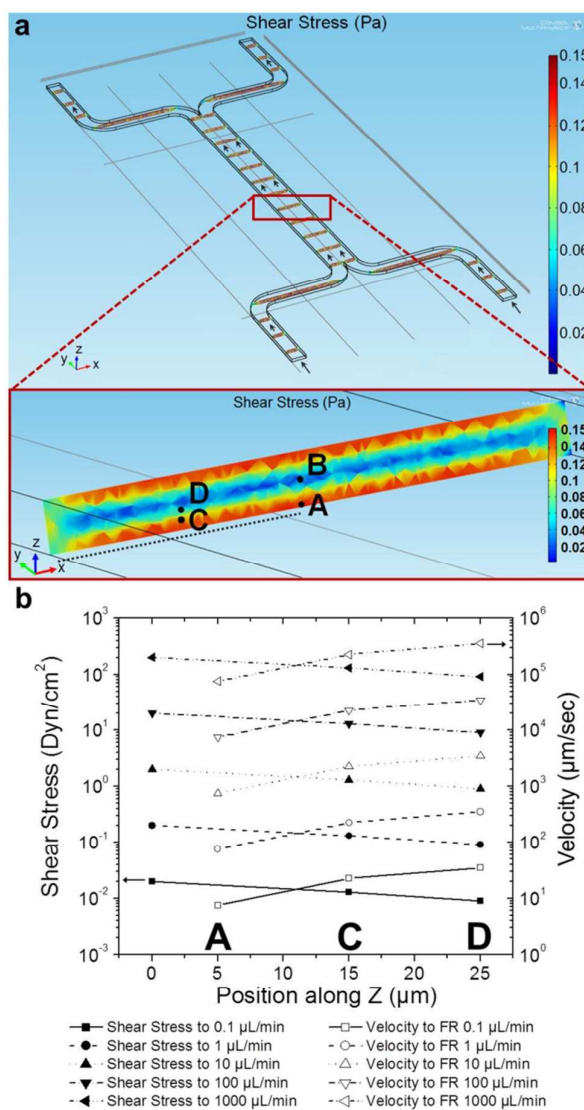 a
Shear Stress (Pa)
COMSOL
MULTIPHYSICS
0.15
0.14
0.12
0.1
0.08
0.06
0.04
0.02
y z x
Shear Stress (Pa)
0.15
0.14
0.12
0.1
0.08
0.06
0.04
0.02
B
D
A
C
y z x
b
Shear Stress (Dyn/cm²)
10³
10²
10¹
10⁰
10⁻¹
10⁻²
10⁻³
Velocity (µm/sec)
10⁶
10⁵
10⁴
10³
10²
10¹
10⁰
A C D
0 5 10 15 20 25
Position along Z (µm)
Shear Stress to 0.1 µL/min Velocity to FR 0.1 µL/min
Shear Stress to 1 µL/min Velocity to FR 1 µL/min
Shear Stress to 10 µL/min Velocity to FR 10 µL/min
Shear Stress to 100 µL/min Velocity to FR 100 µL/min
Shear Stress to 1000 µL/min Velocity to FR 1000 µL/min